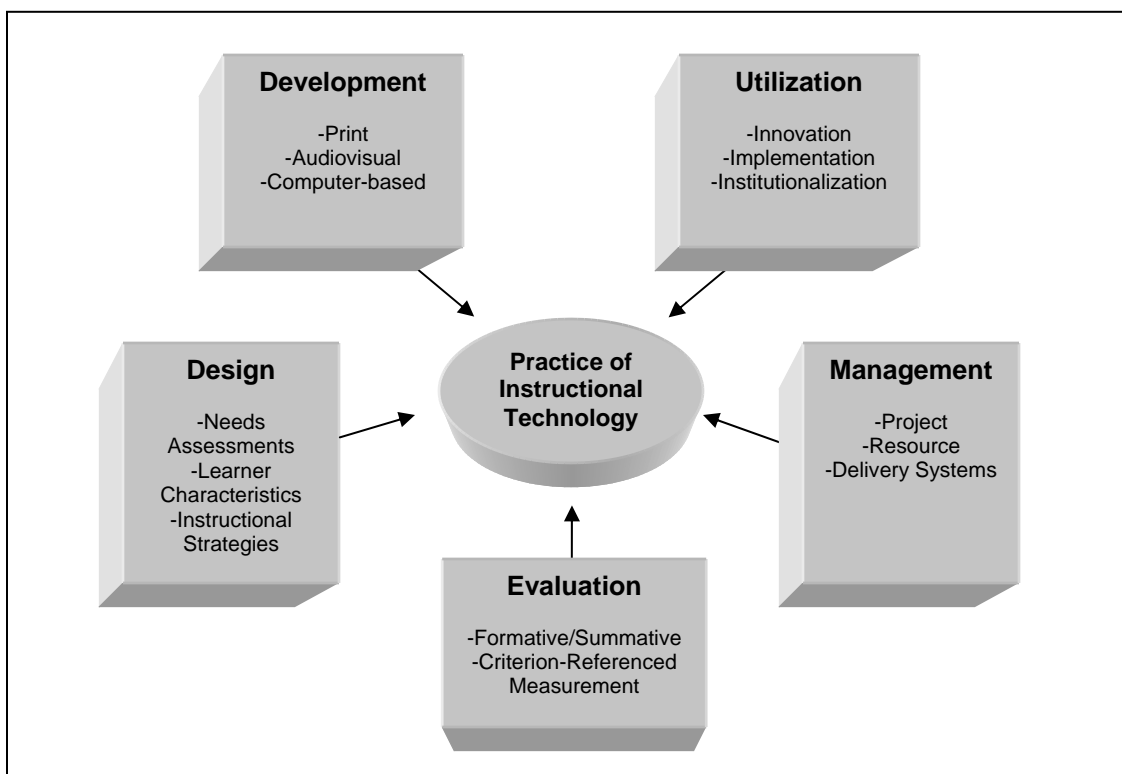 Development
-Print
-Audiovisual
-Computer-based
Utilization
-Innovation
-Implementation
-Institutionalization
Practice of
Instructional
Technology
Design
-Needs
Assessments
-Learner
Characteristics
-Instructional
Strategies
Management
-Project
-Resource
-Delivery Systems
Evaluation
-Formative/Summative
-Criterion-Referenced
Measurement